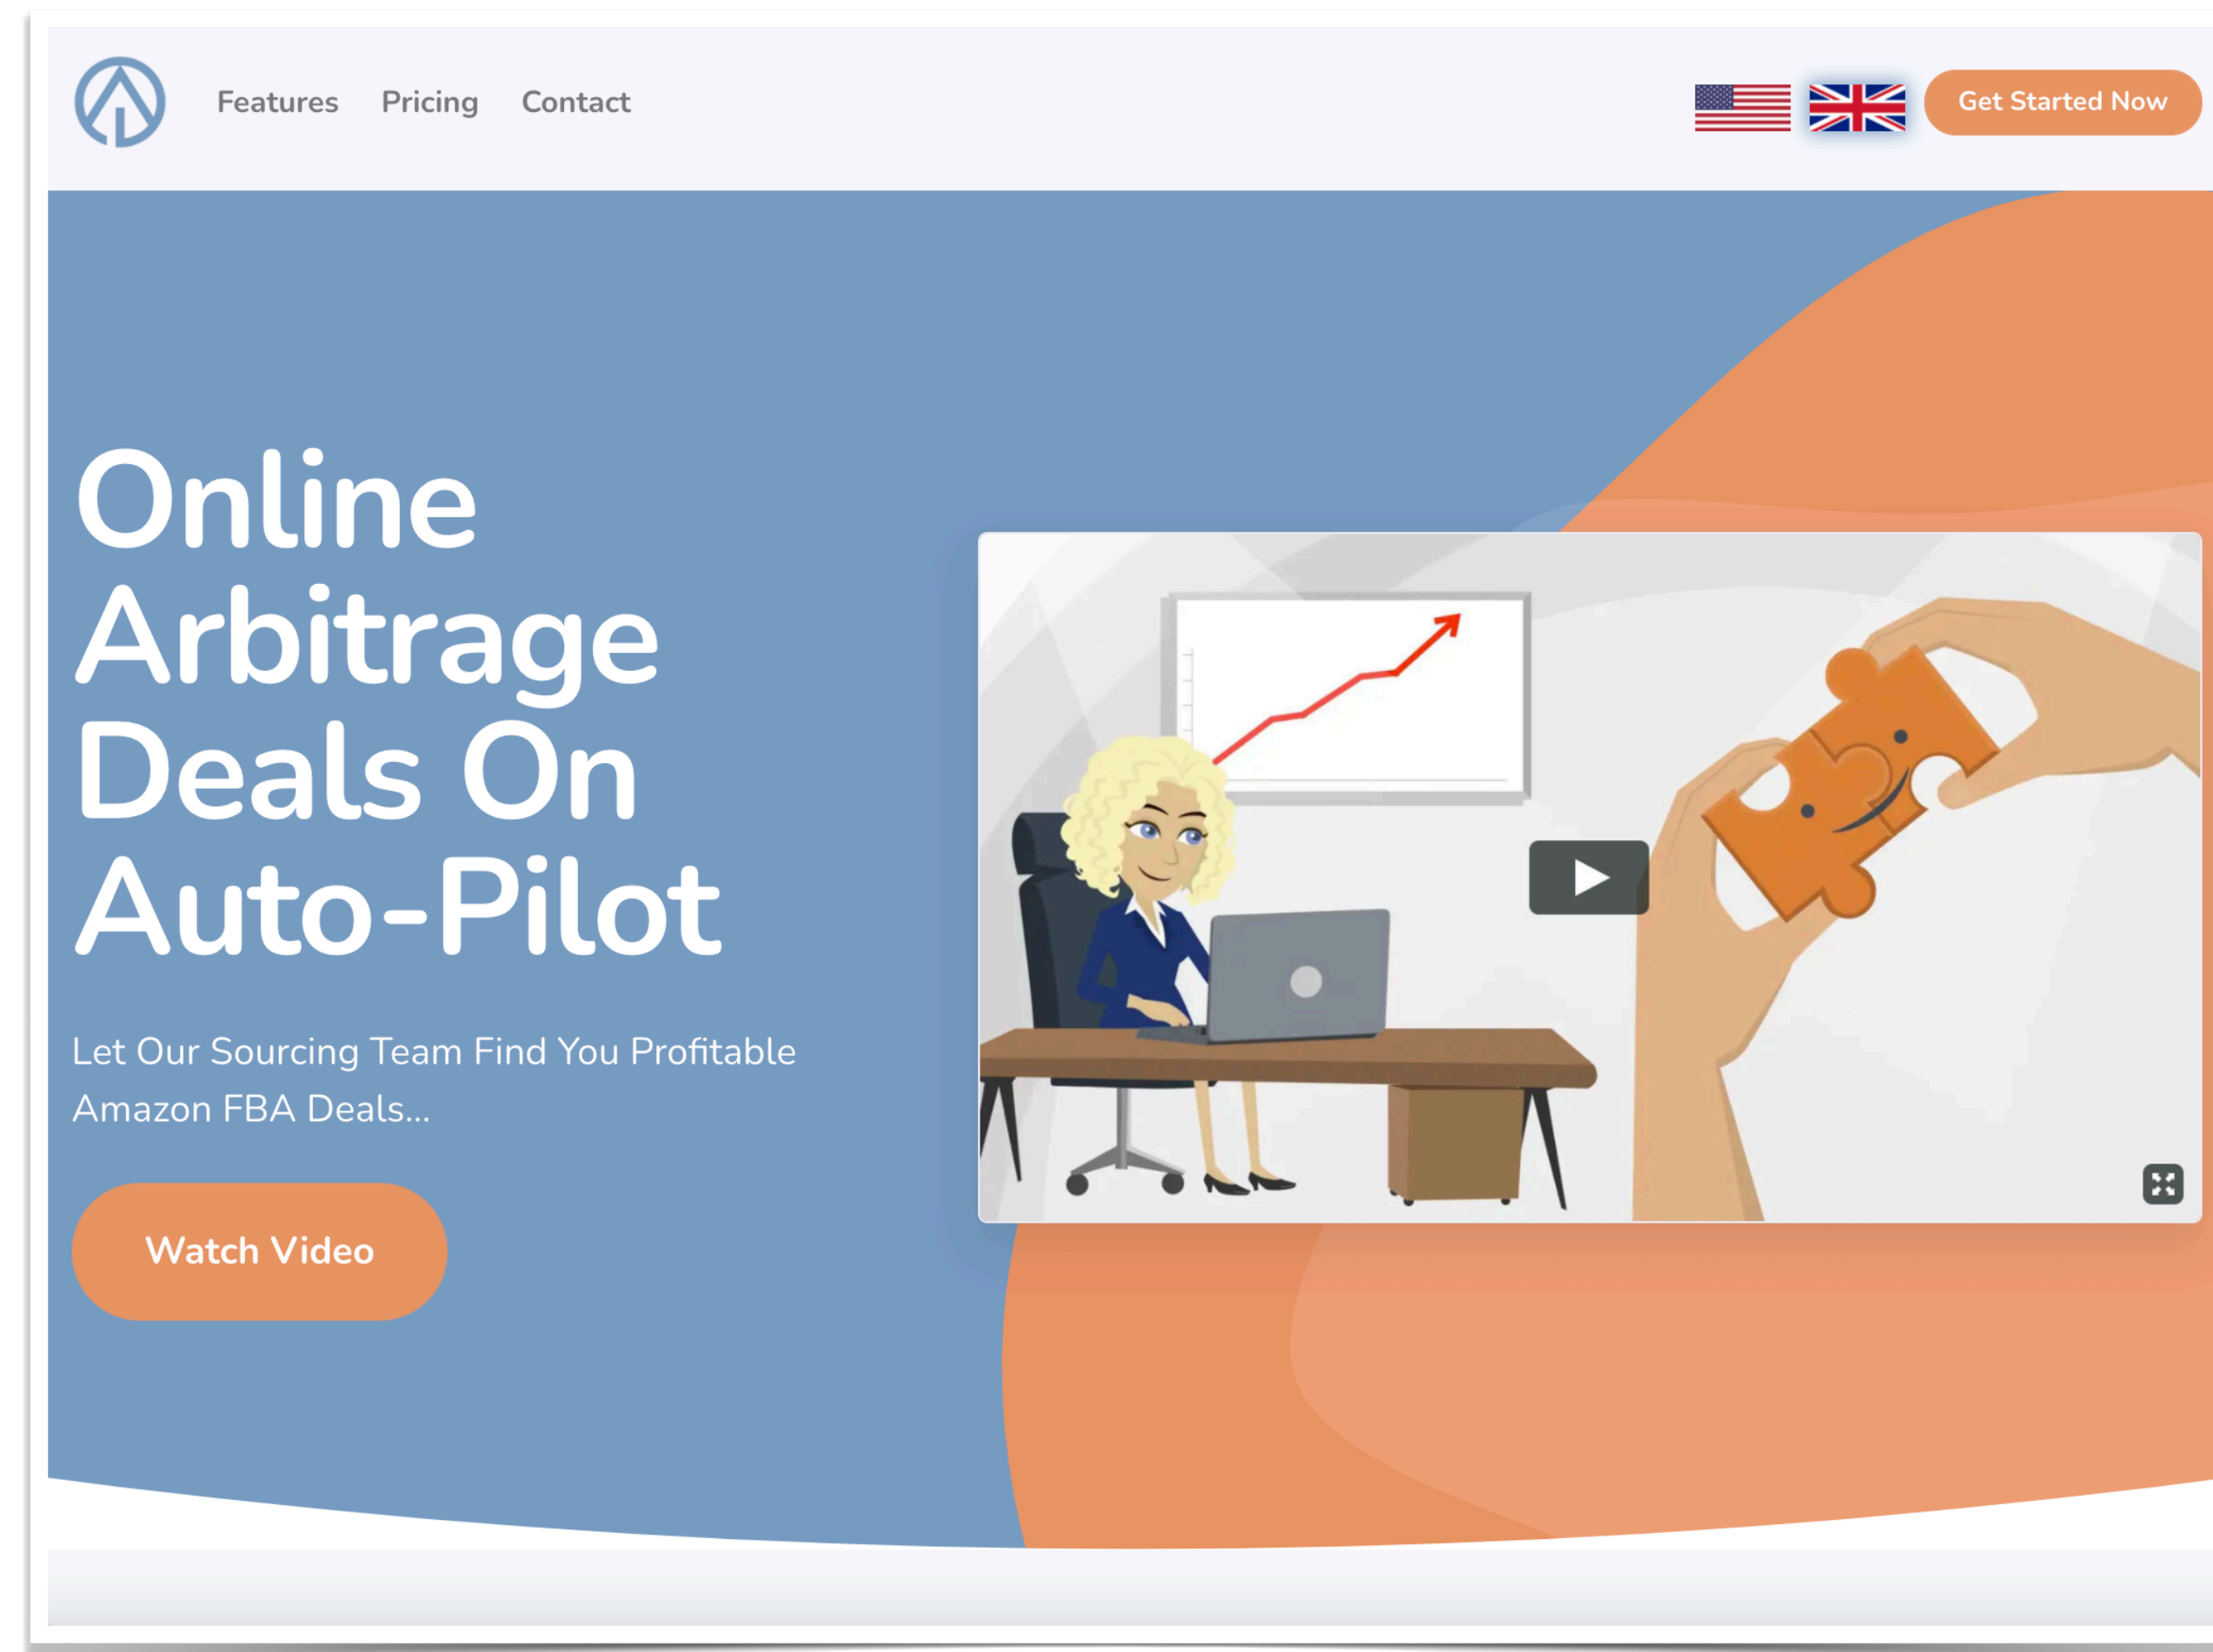 Features Pricing Contact
Get Started Now
Online
Arbitrage
Deals On
Auto-Pilot
Let Our Sourcing Team Find You Profitable
Amazon FBA Deals...
Watch Video